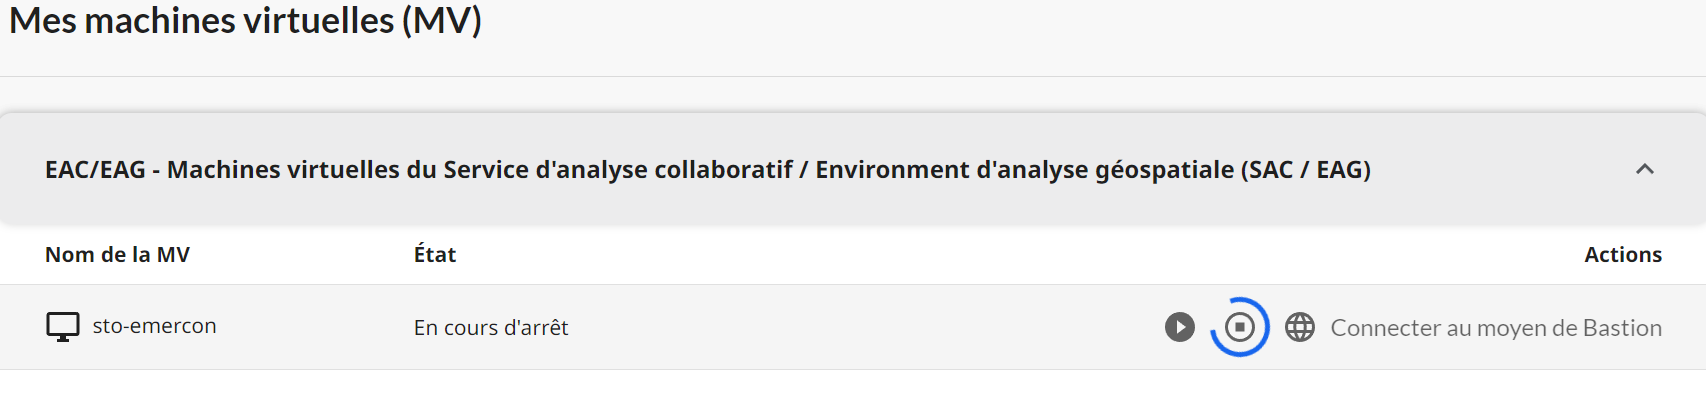 Mes machines virtuelles (MV)
EAC/EAG - Machines virtuelles du Service d'analyse collaboratif / Environment d'analyse géospatiale (SAC / EAG)
Nom de la MV État Actions
sto-emercon En cours d'arrêt Connecter au moyen de Bastion